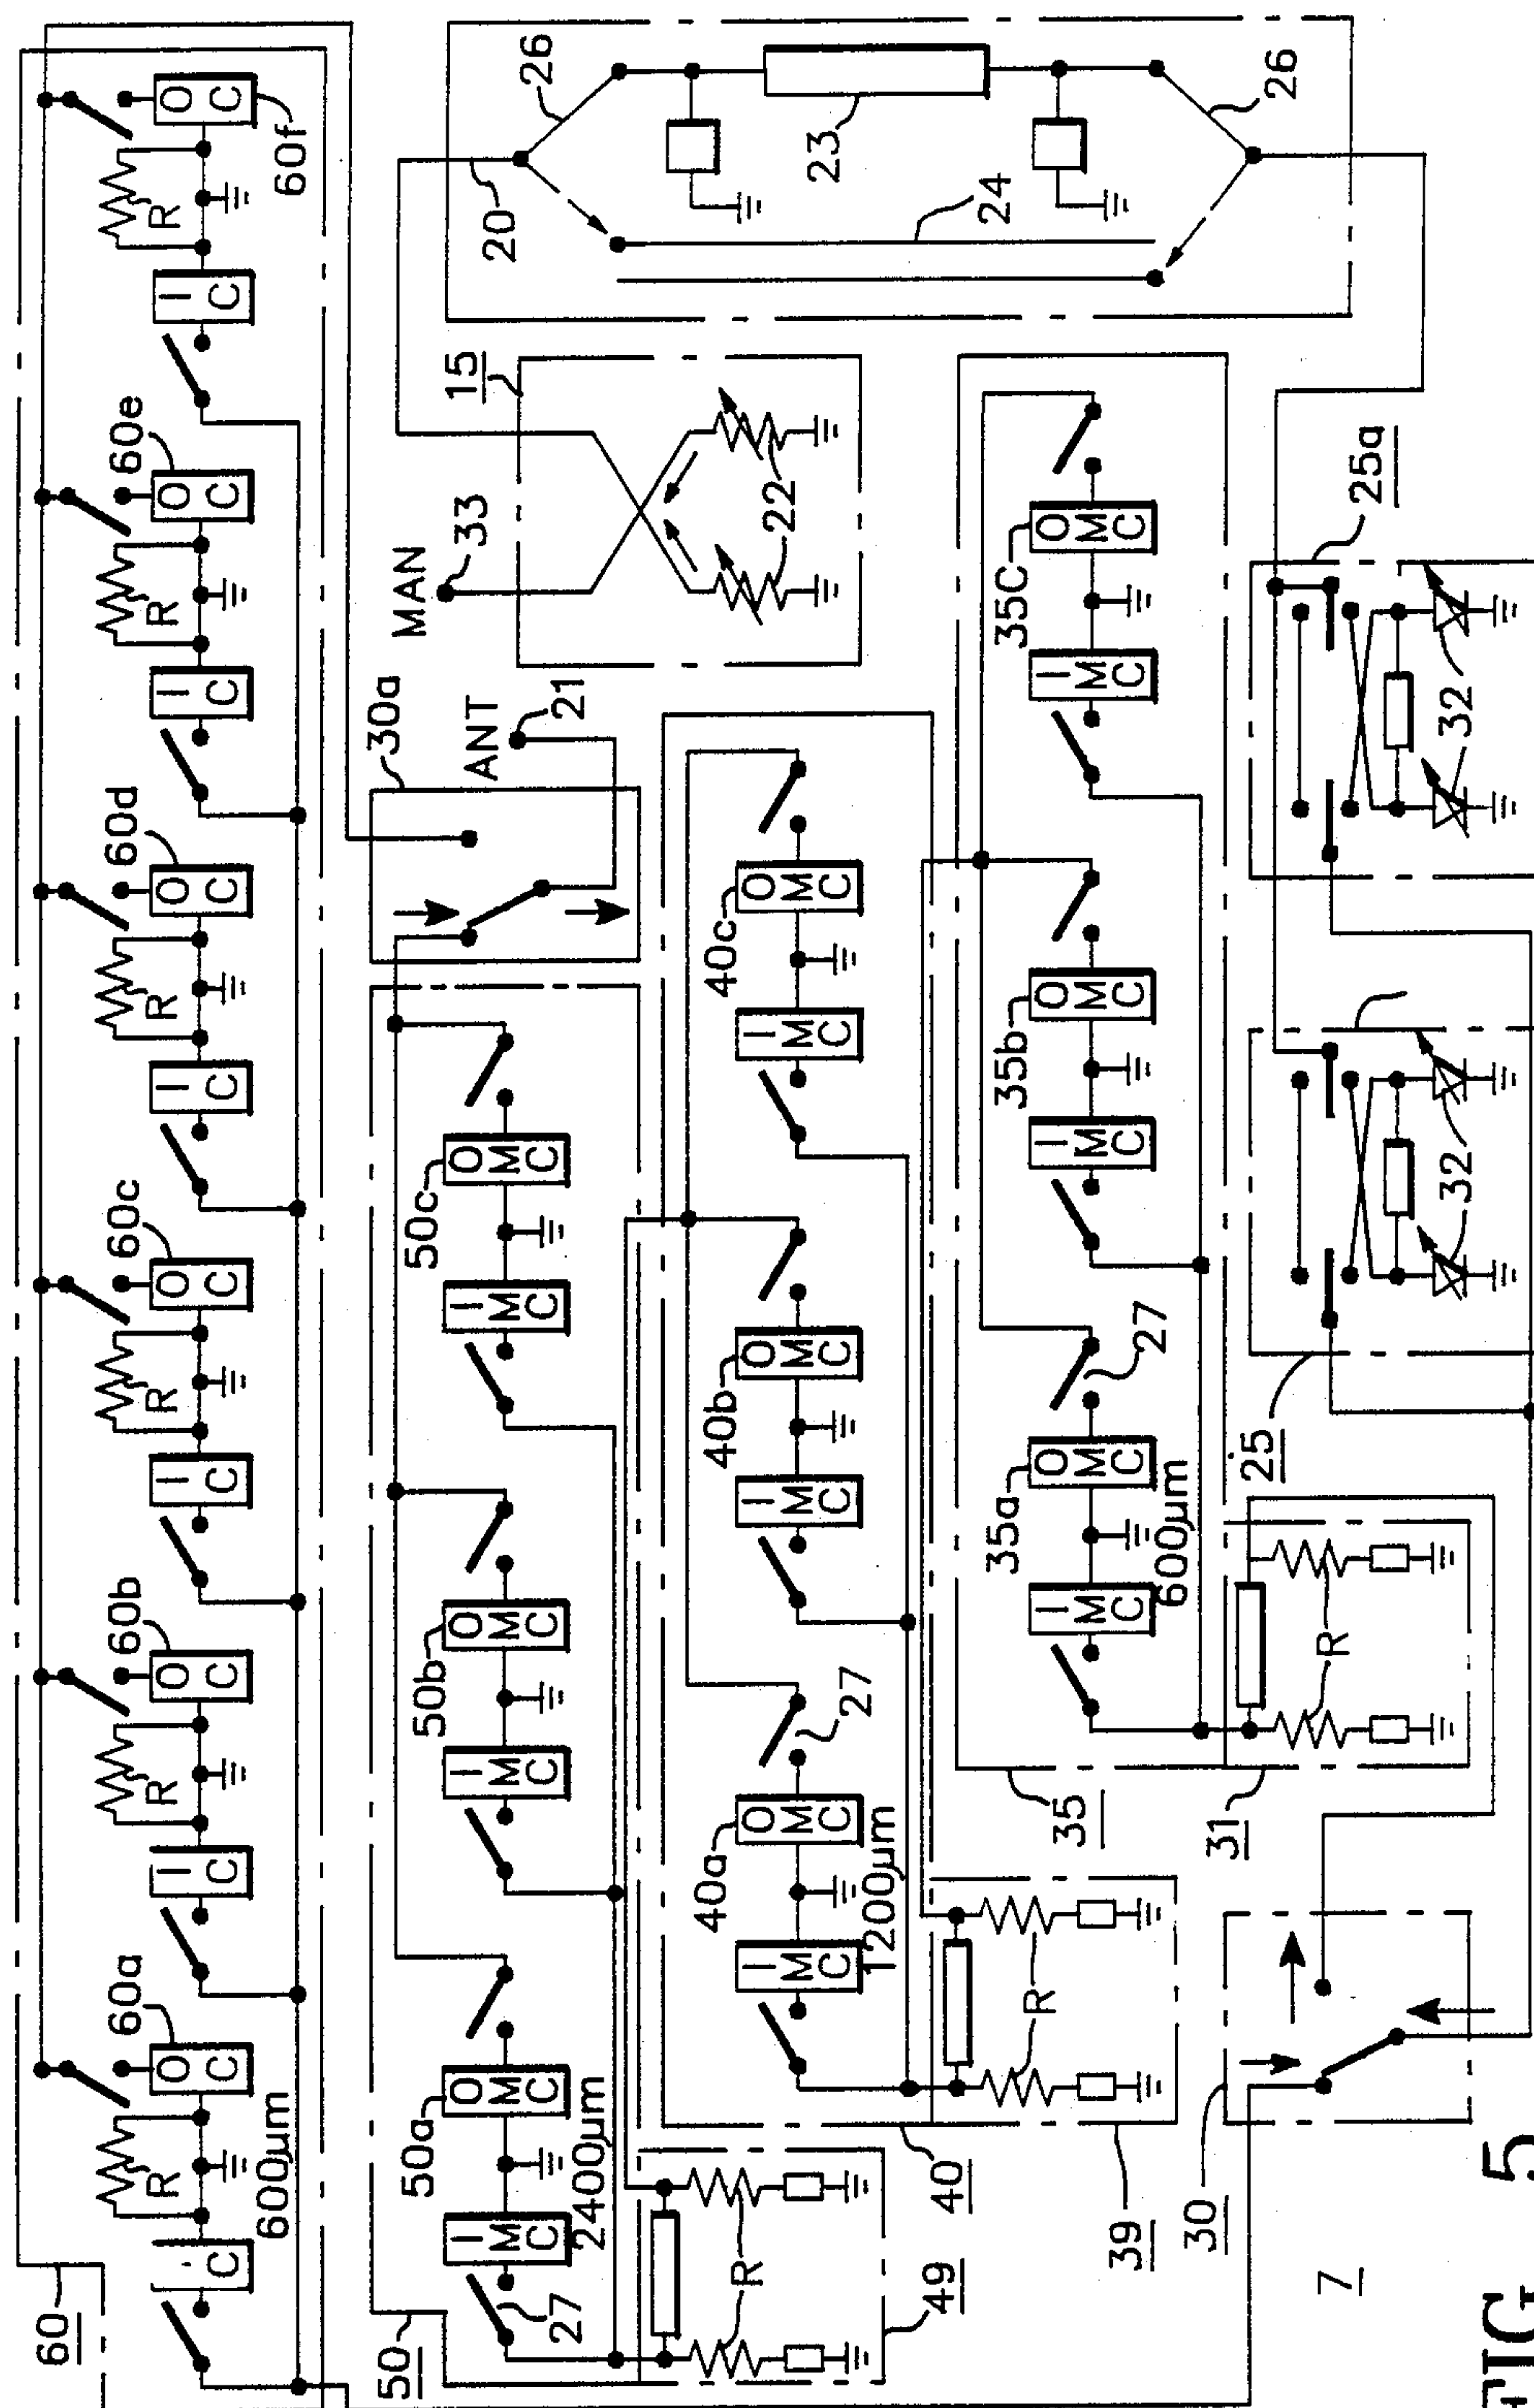 60
60a
60b
60c
60d
60e
60f
O C
O C
O C
O C
O C
O C
R
R
R
R
R
R
C
I C
I C
I C
I C
I C
600µm
50
50a
50b
50c
I M C
O M C
I M C
O M C
I M C
O M C
27
2400µm
30a
ANT
21
MAN
33
15
22
20
26
23
24
26
49
R
40
40a
40b
40c
I M C
O M C
I M C
O M C
I M C
O M C
27
1200µm
39
R
35
35a
35b
35C
I M C
O M C
I M C
O M C
I M C
O M C
27
600µm
31
R
30
25
32
25a
32
7
FIG 5